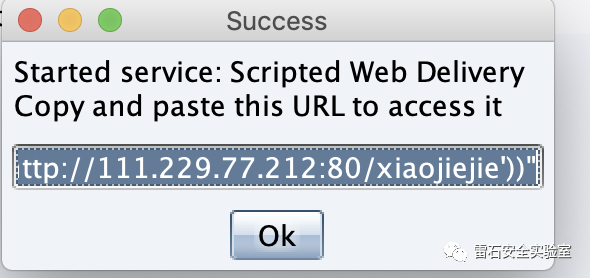 Success
Started service: Scripted Web Delivery
Copy and paste this URL to access it
ttp://111.229.77.212:80/xiaojiejie'))"
Ok
雷石安全实验室